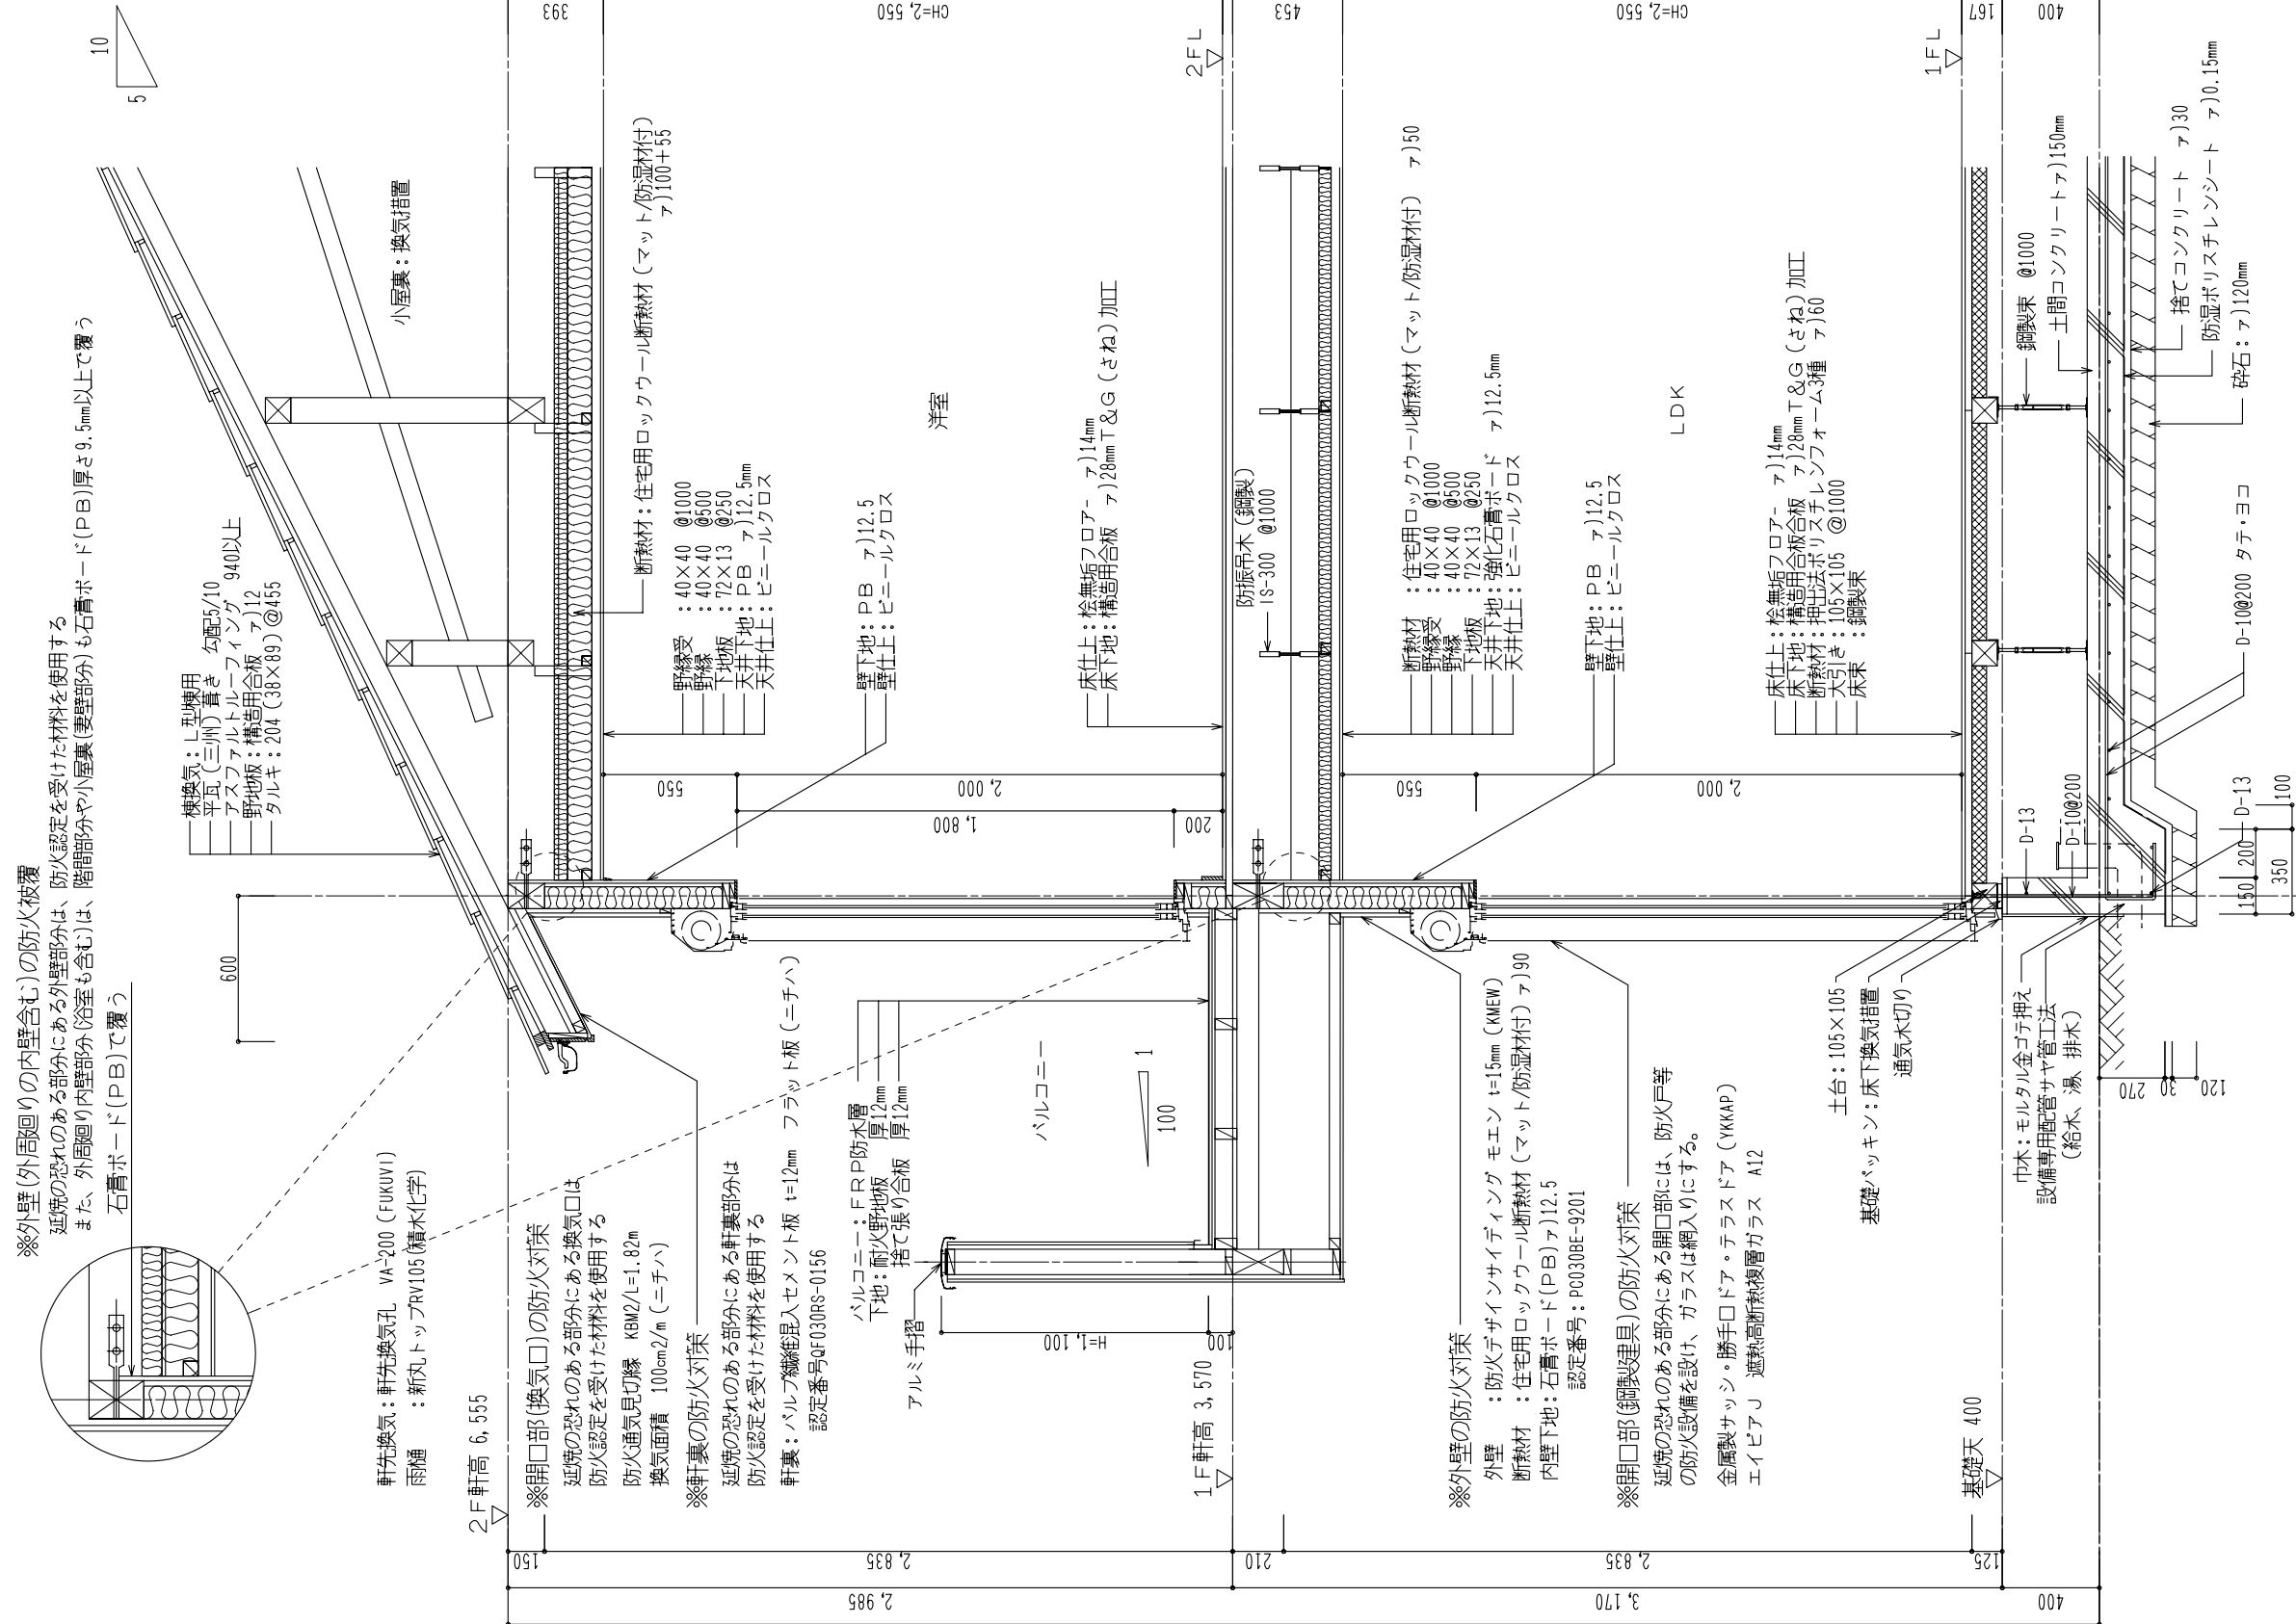 ※外壁(外周廻りの内壁含む)の防火被覆
延焼の恐れのある部分にある外壁部分は、防火認定を受けた材料を使用する
また、外周廻り内壁部分(浴室も含む)は、階間部分や小屋裏(妻壁部分)も石膏ボード(PB)厚さ9.5mm以上で覆う
石膏ボード(PB)で覆う
10
5
棟換気：L型棟用
平瓦(三州)葺き 勾配5/10
アスファルトルーフィング 940以上
野地板：構造用合板 ァ)12
タルキ：204(38×89)@455
600
小屋裏：換気措置
軒先換気：軒先換気孔 VA-200(FUKUVI)
雨樋 ：新丸トップRV105(積水化学)
2F軒高 6,555
※開口部(換気口)の防火対策
延焼の恐れのある部分にある換気口は
防火認定を受けた材料を使用する
防火通気見切縁 KBM2/L=1.82m
換気面積 100cm2/m(ニチハ)
※軒裏の防火対策
延焼の恐れのある部分にある軒裏部分は
防火認定を受けた材料を使用する
軒裏：パルプ繊維混入セメント板 t=12mm フラット板(ニチハ)
認定番号QF030RS-0156
断熱材：住宅用ロックウール断熱材(マット/防湿材付)
ァ)100+55
野縁受 ：40×40 @1000
野縁 ：40×40 @500
下地板 ：72×13 @250
天井下地：PB ァ)12.5mm
天井仕上：ビニールクロス
壁下地：PB ァ)12.5
壁仕上：ビニールクロス
洋室
床仕上：桧無垢フロアー ァ)14mm
床下地：構造用合板 ァ)28mmT&G(さね)加工
バルコニー：FRP防水層
下地：耐火野地板 厚12mm
捨て張り合板 厚12mm
アルミ手摺
バルコニー
1
100
H=1,100
100
1F軒高 3,570
防振吊木(鋼製)
IS-300 @1000
断熱材 ：住宅用ロックウール断熱材(マット/防湿材付) ァ)50
野縁受 ：40×40 @1000
野縁 ：40×40 @500
下地板 ：72×13 @250
天井下地：強化石膏ボード ァ)12.5mm
天井仕上：ビニールクロス
壁下地：PB ァ)12.5
壁仕上：ビニールクロス
LDK
※外壁の防火対策
外壁 ：防火デザインサイディング モエン t=15mm(KMEW)
断熱材 ：住宅用ロックウール断熱材(マット/防湿材付)ァ)90
内壁下地：石膏ボード(PB)ァ)12.5
認定番号：PC030BE-9201
※開口部(鋼製建具)の防火対策
延焼の恐れのある部分にある開口部には、防火戸等
の防火設備を設け、ガラスは網入りにする。
金属製サッシ・勝手口ドア・テラスドア(YKKAP)
エイピアJ 遮熱高断熱複層ガラス A12
床仕上：桧無垢フロアー ァ)14mm
床下地：構造用合板合板 ァ)28mmT&G(さね)加工
断熱材：押出法ポリスチレンフォーム3種 ァ)60
大引き：105×105 @1000
床束 ：鋼製束
土台：105×105
基礎パッキン：床下換気措置
通気水切り
基礎天 400
巾木：モルタル金ゴテ押え
設備専用配管サヤ管工法
(給水、湯、排水)
鋼製束 @1000
土間コンクリートァ)150mm
捨てコンクリート ァ)30
防湿ポリスチレンシート ァ)0.15mm
砕石：ァ)120mm
D-10@200 タテ・ヨコ
D-13
D-10@200
D-13
393
CH=2,550
2FL
453
CH=2,550
1FL
167
400
550
2,000
1,800
200
550
2,000
150
2,835
210
2,835
125
2,985
3,170
400
270
30
120
150
200
350
100